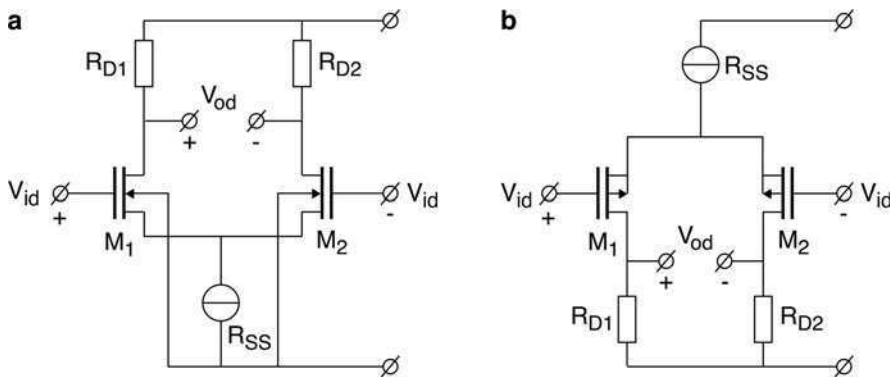 a
R_D1
R_D2
V_od
+
-
V_id
+
V_id
-
M_1
M_2
R_SS
b
R_SS
V_id
+
V_id
-
M_1
M_2
V_od
+
-
R_D1
R_D2